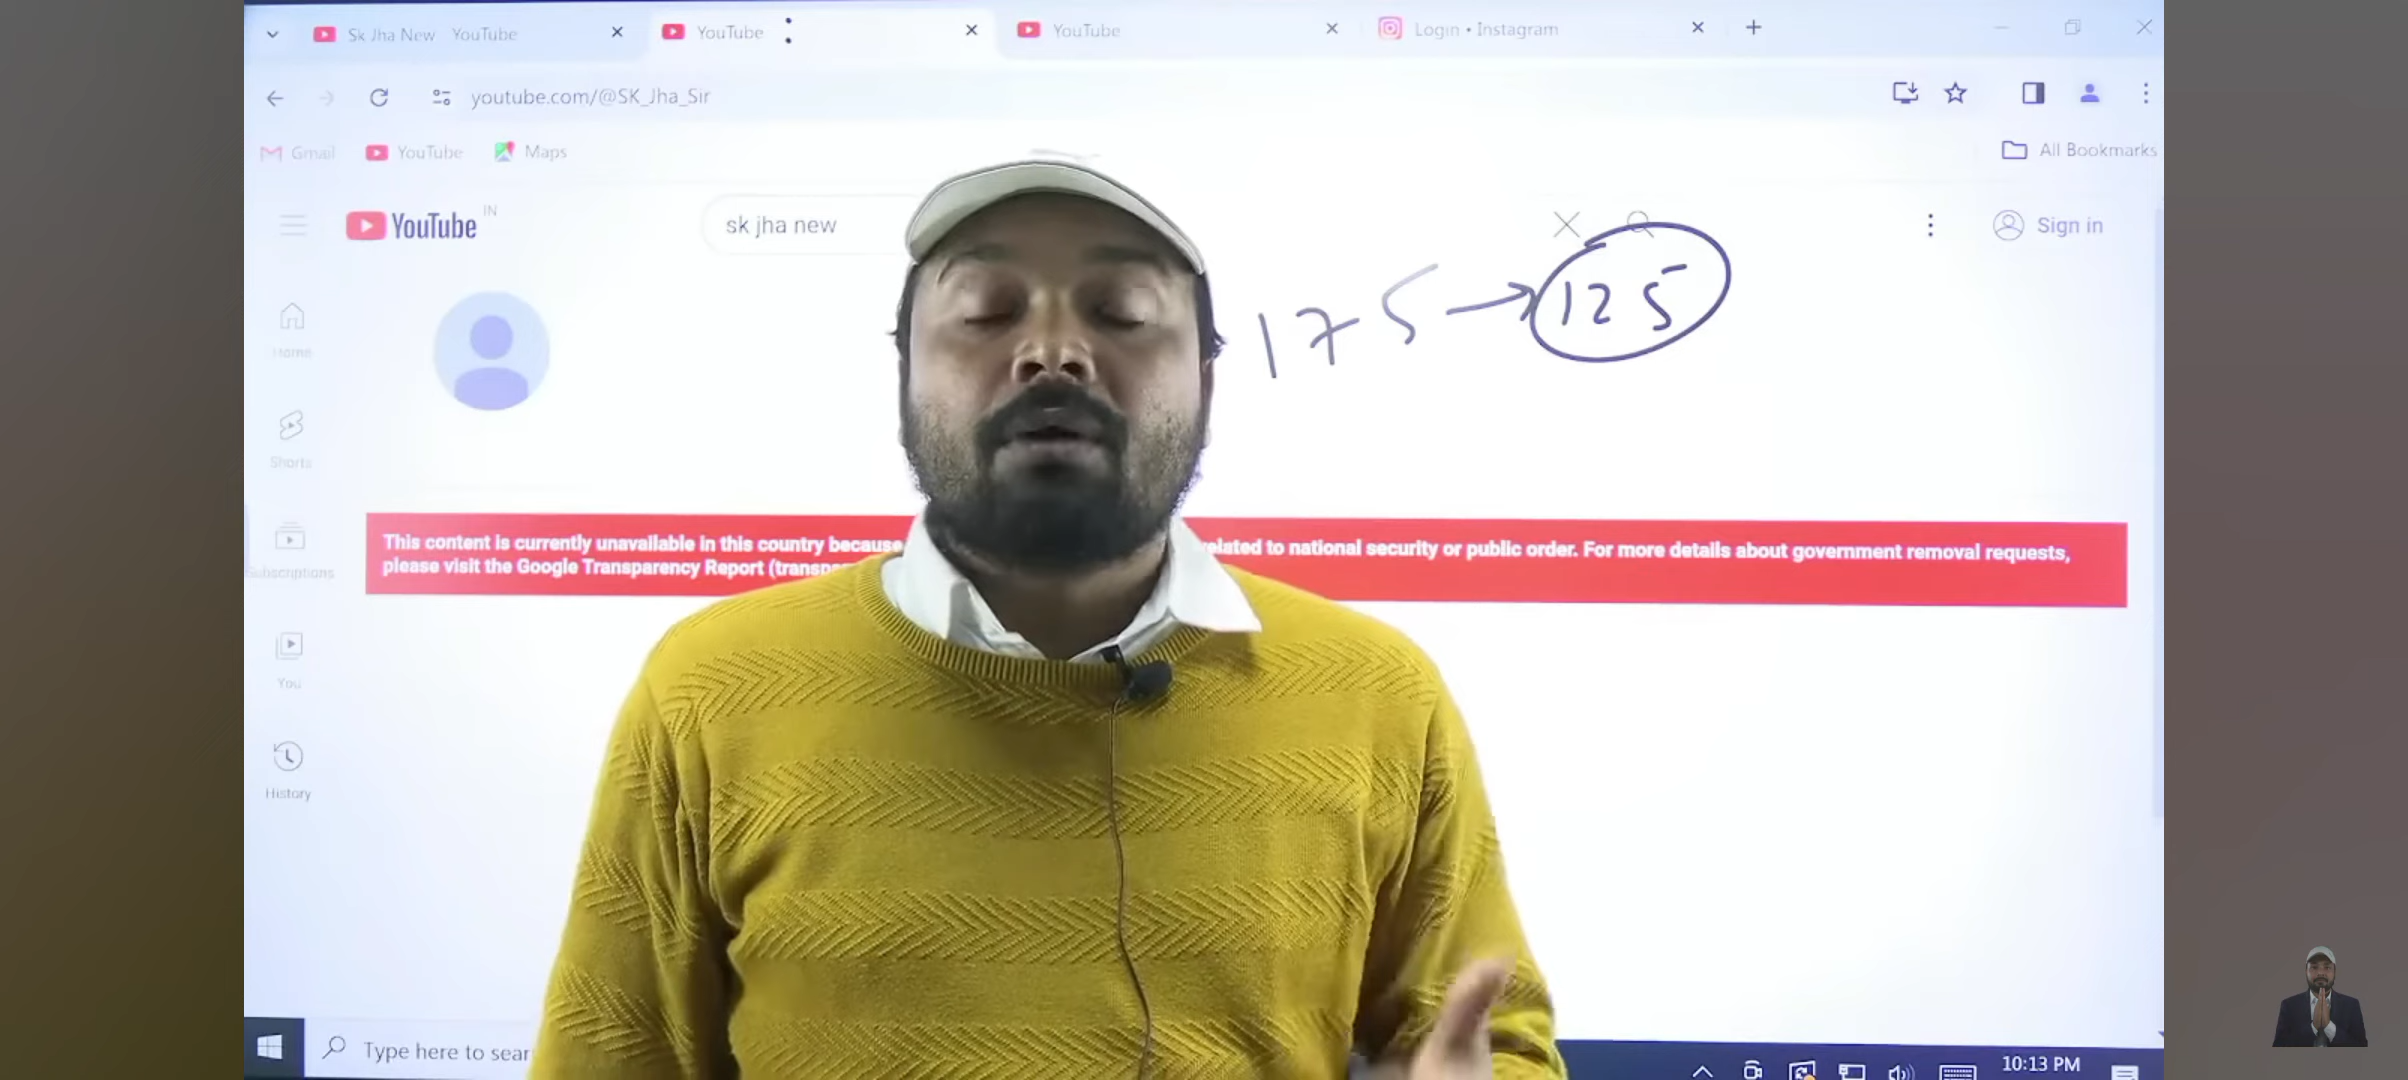 Sk Jha New YouTube
YouTube
YouTube
Login • Instagram
youtube.com/@SK_Jha_Sir
Gmail
YouTube
Maps
All Bookmarks
YouTube IN
sk jha new
Sign in
175 → 125
Home
Shorts
Subscriptions
You
History
This content is currently unavailable in this country because elated to national security or public order. For more details about government removal requests,
please visit the Google Transparency Report (transpa
Type here to sear
10:13 PM